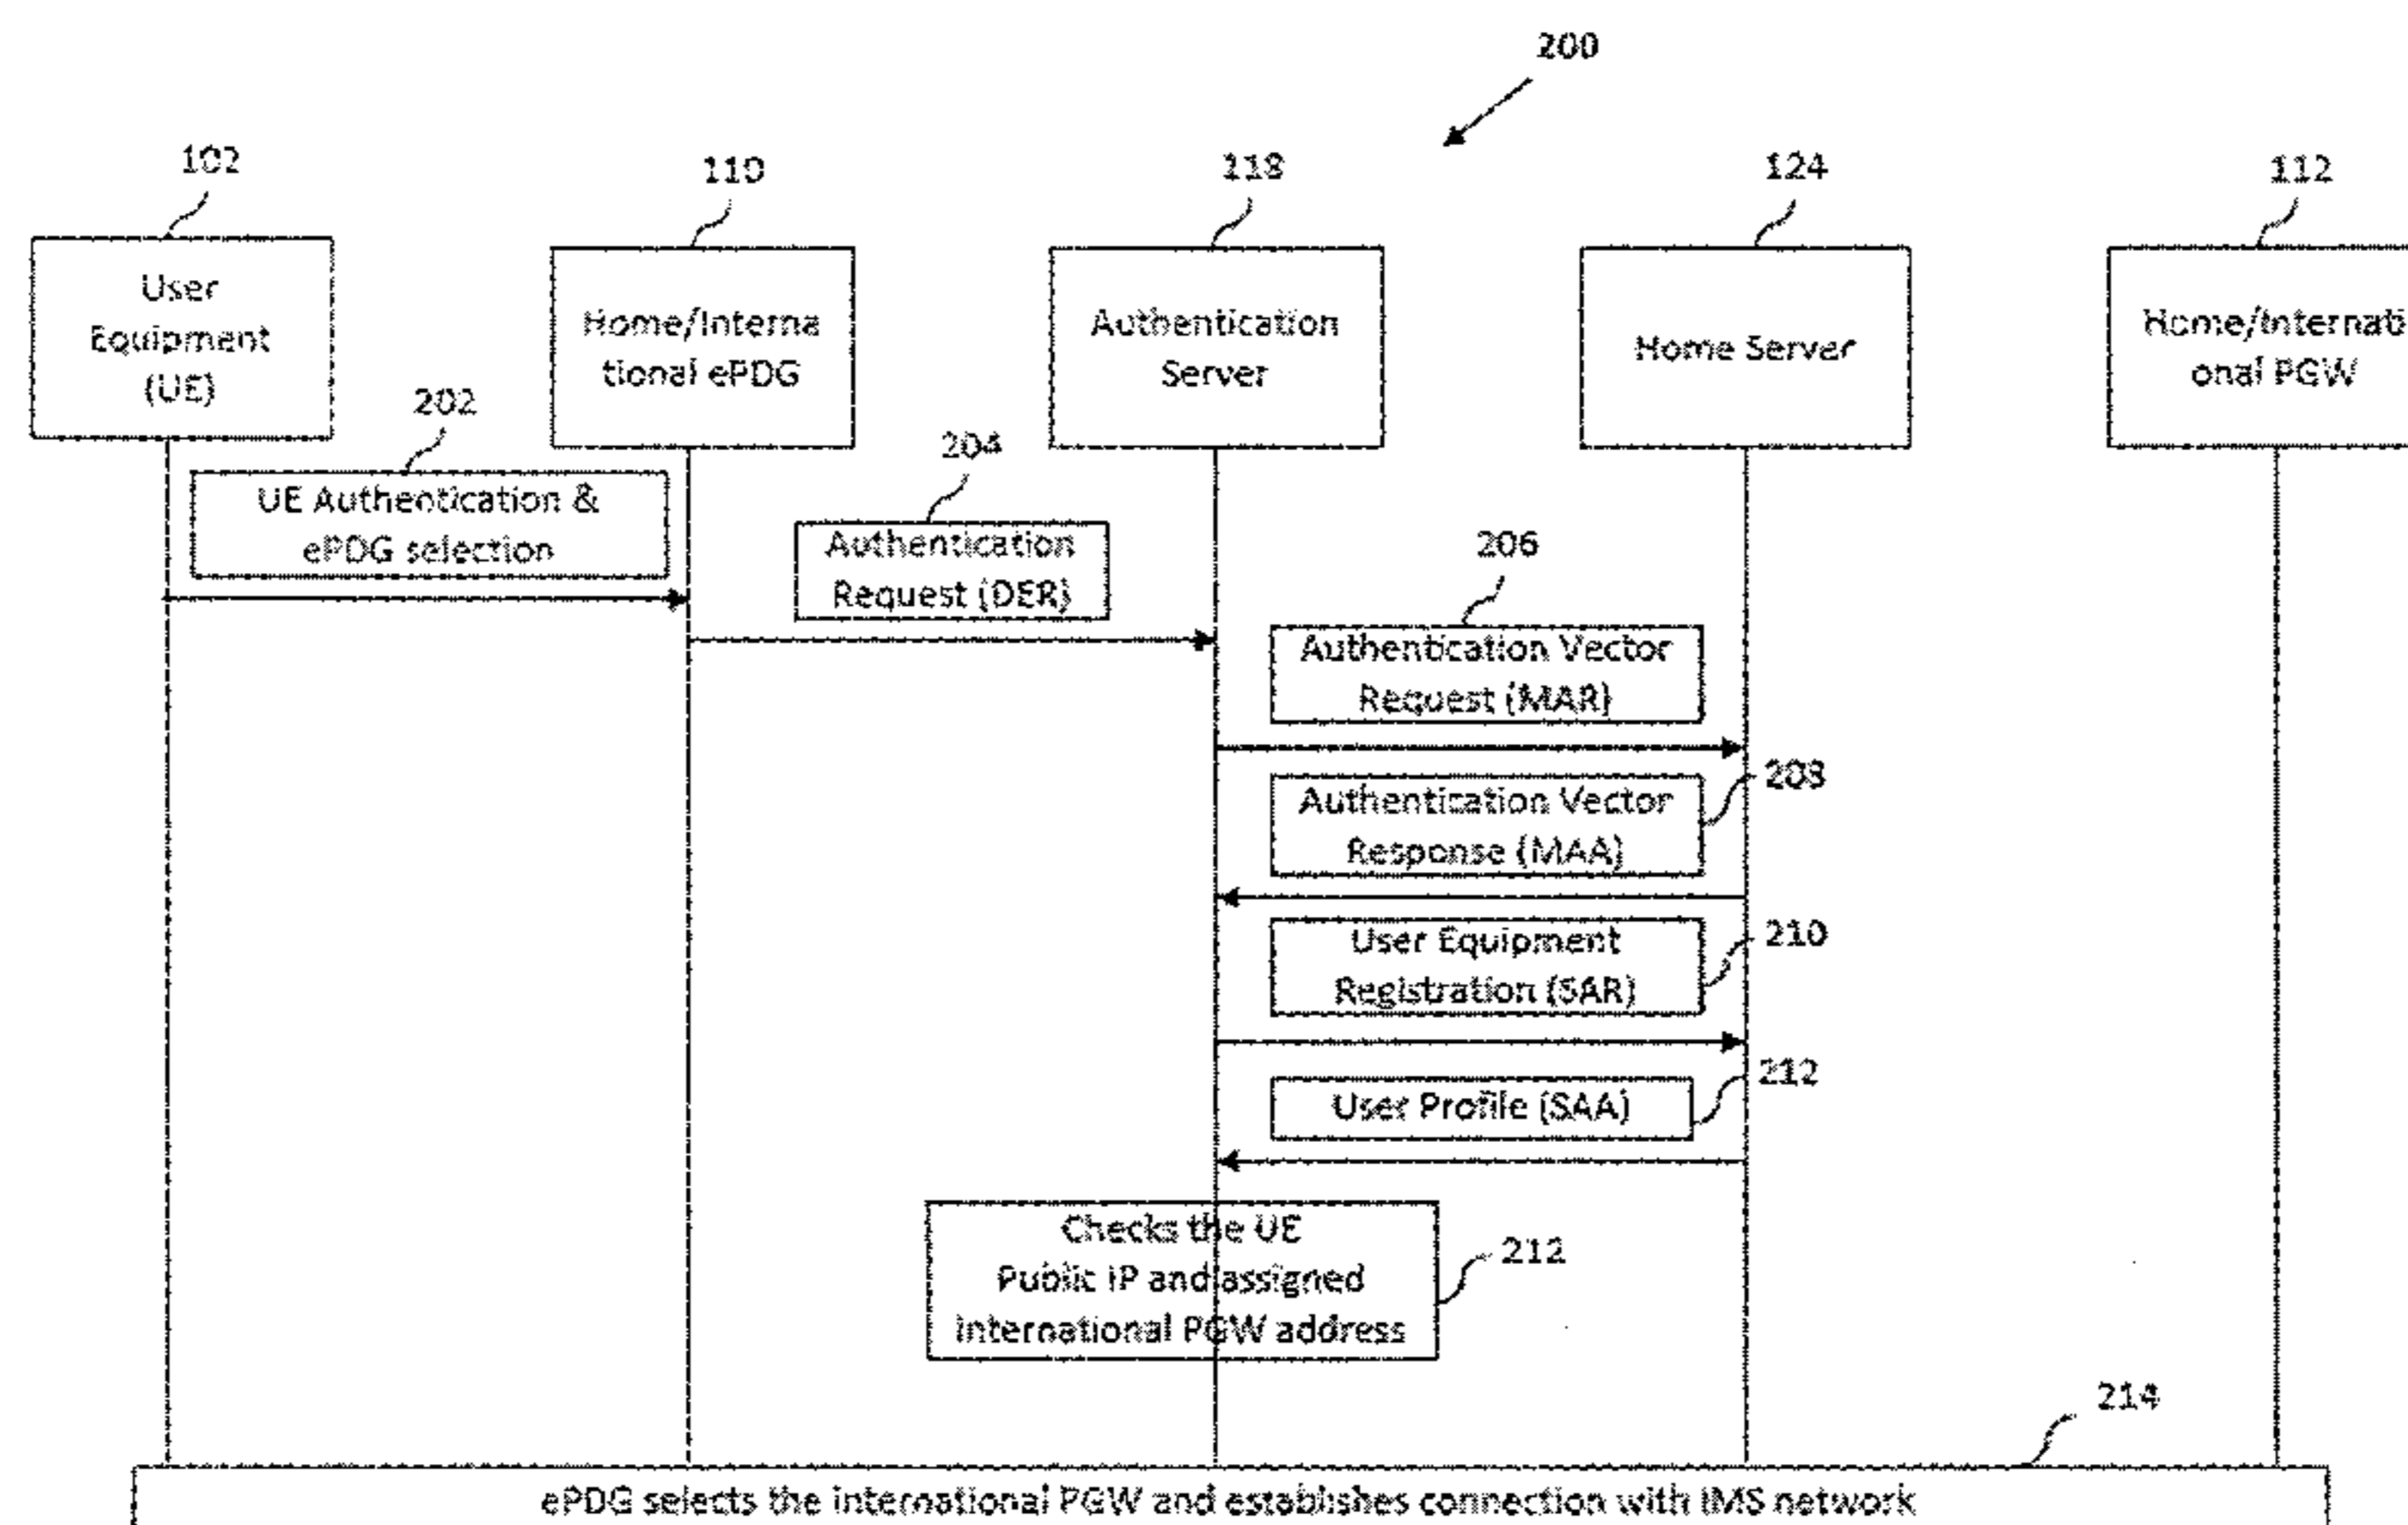 200
102
110
118
124
112
User
Equipment
(UE)
Home/Interna
tional ePDG
Authentication
Server
Home Server
Home/Internati
onal PGW
202
204
UE Authentication &
ePDG selection
Authentication
Request (DER)
206
Authentication Vector
Request (MAR)
208
Authentication Vector
Response (MAA)
210
User Equipment
Registration (SAR)
212
User Profile (SAA)
Checks the UE
Public IP and assigned
International PGW address
212
214
ePDG selects the international PGW and establishes connection with IMS network